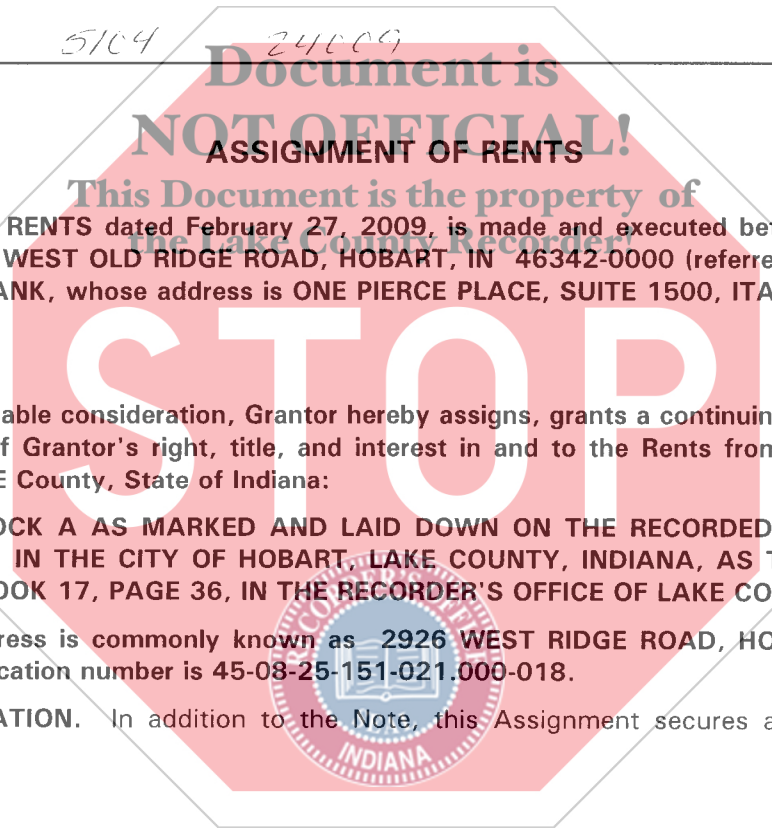 5104 24009
Document is
NOT OFFICIAL!
ASSIGNMENT OF RENTS
This Document is the property of
the Lake County Recorder!
RENTS dated February 27, 2009, is made and executed be
WEST OLD RIDGE ROAD, HOBART, IN 46342-0000 (referre
ANK, whose address is ONE PIERCE PLACE, SUITE 1500, ITA
STOP
able consideration, Grantor hereby assigns, grants a continuin
f Grantor's right, title, and interest in and to the Rents from
E County, State of Indiana:
OCK A AS MARKED AND LAID DOWN ON THE RECORDED
IN THE CITY OF HOBART, LAKE COUNTY, INDIANA, AS T
OOK 17, PAGE 36, IN THE RECORDER'S OFFICE OF LAKE CO
ress is commonly known as 2926 WEST RIDGE ROAD, HO
cation number is 45-08-25-151-021.000-018.
ATION. In addition to the Note, this Assignment secures a
INDIANA